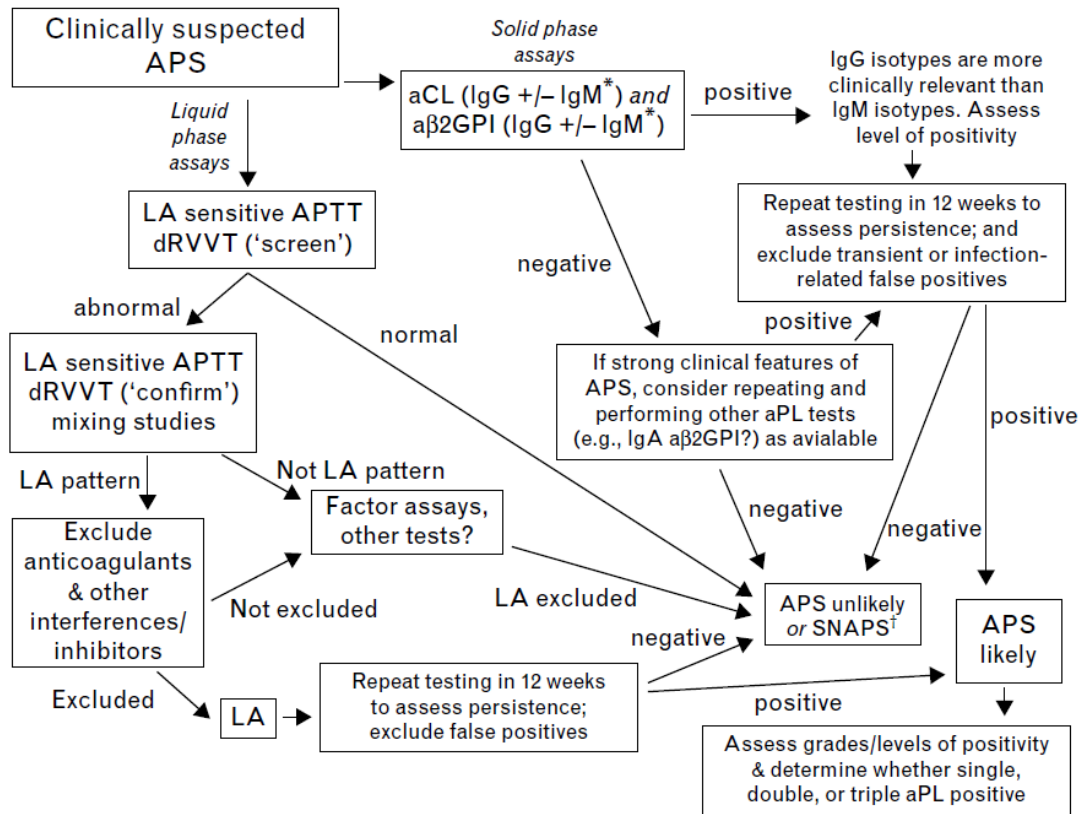 Clinically suspected
APS
Solid phase
assays
Liquid
phase
assays
aCL (IgG +/– IgM*) and
aβ2GPI (IgG +/– IgM*)
positive
IgG isotypes are more
clinically relevant than
IgM isotypes. Assess
level of positivity
LA sensitive APTT
dRVVT (‘screen’)
Repeat testing in 12 weeks to
assess persistence; and
exclude transient or infection-
related false positives
negative
abnormal
normal
positive
LA sensitive APTT
dRVVT (‘confirm’)
mixing studies
If strong clinical features of
APS, consider repeating and
performing other aPL tests
(e.g., IgA aβ2GPI?) as avialable
positive
LA pattern
Not LA pattern
Factor assays,
other tests?
negative
negative
Exclude
anticoagulants
& other
interferences/
inhibitors
Not excluded
LA excluded
APS unlikely
or SNAPS†
APS
likely
negative
Excluded
LA
Repeat testing in 12 weeks
to assess persistence;
exclude false positives
positive
Assess grades/levels of positivity
& determine whether single,
double, or triple aPL positive